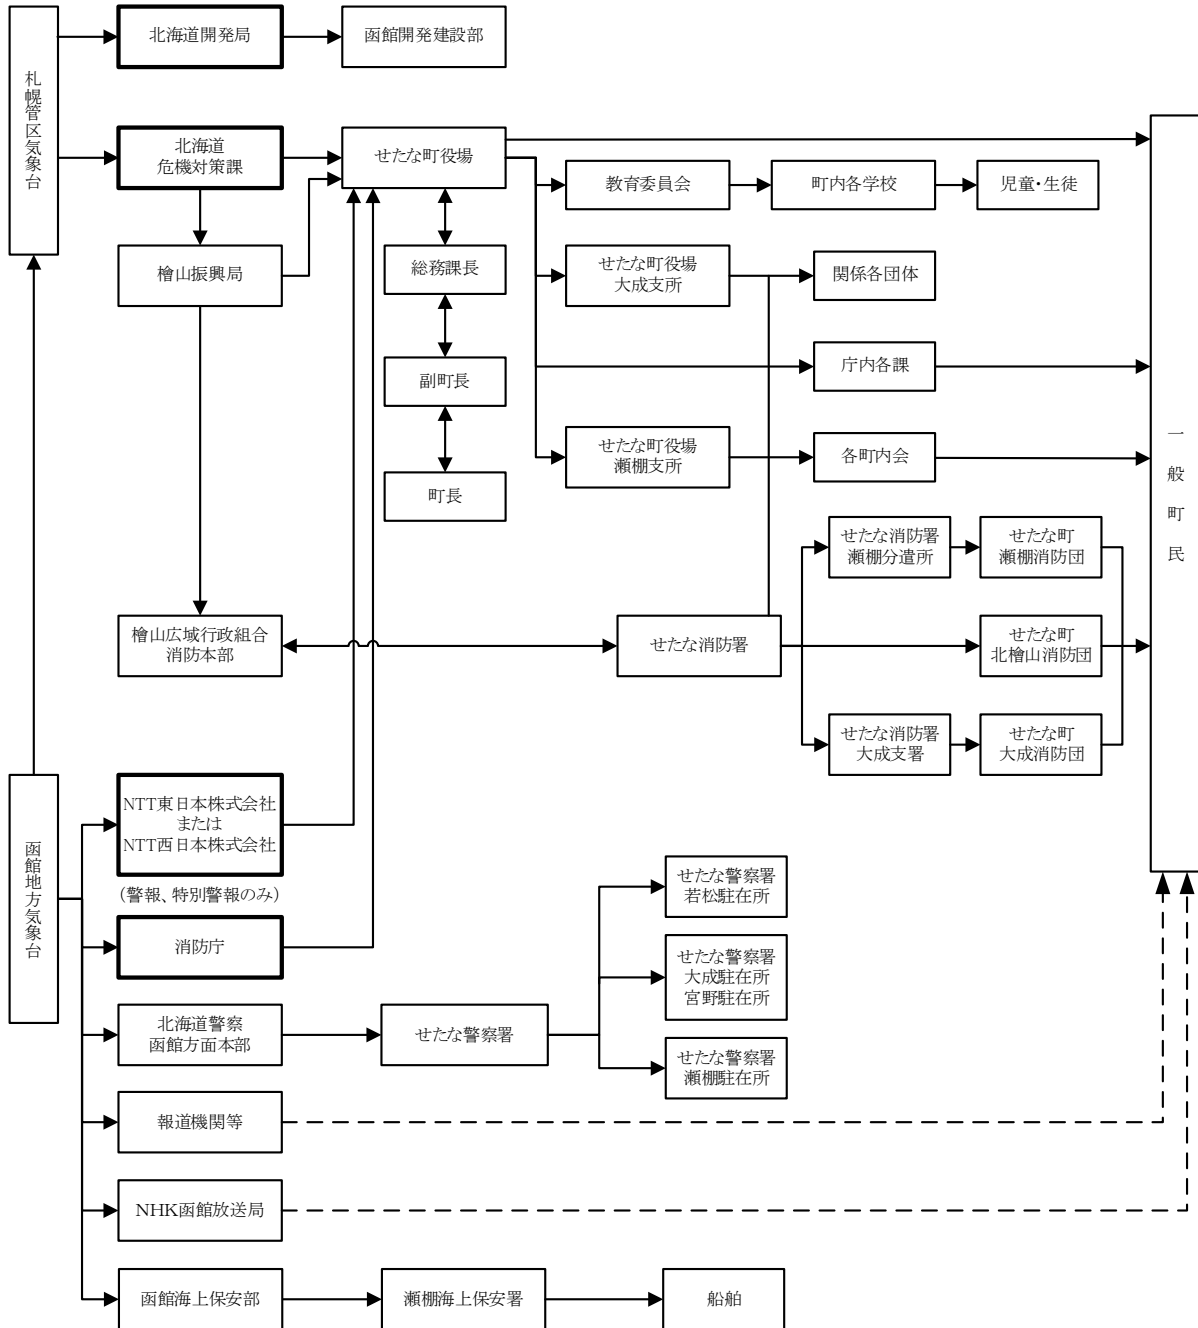 北海道開発局
函館開発建設部
札幌管区気象台
北海道
危機対策課
せたな町役場
教育委員会
町内各学校
児童・生徒
檜山振興局
総務課長
せたな町役場
大成支所
関係各団体
副町長
庁内各課
せたな町役場
瀬棚支所
各町内会
町長
一般町民
せたな消防署
瀬棚分遣所
せたな町
瀬棚消防団
檜山広域行政組合
消防本部
せたな消防署
せたな町
北檜山消防団
せたな消防署
大成支署
せたな町
大成消防団
函館地方気象台
NTT東日本株式会社
または
NTT西日本株式会社
（警報、特別警報のみ）
消防庁
せたな警察署
若松駐在所
せたな警察署
大成駐在所
宮野駐在所
北海道警察
函館方面本部
せたな警察署
せたな警察署
瀬棚駐在所
報道機関等
NHK函館放送局
函館海上保安部
瀬棚海上保安署
船舶